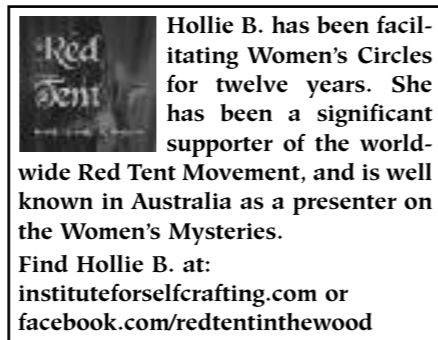 Red
Tent
Hollie B. has been facil-
itating Women’s Circles
for twelve years. She
has been a significant
supporter of the world-
wide Red Tent Movement, and is well
known in Australia as a presenter on
the Women’s Mysteries.
Find Hollie B. at:
instituteforselfcrafting.com or
facebook.com/redtentinthewood